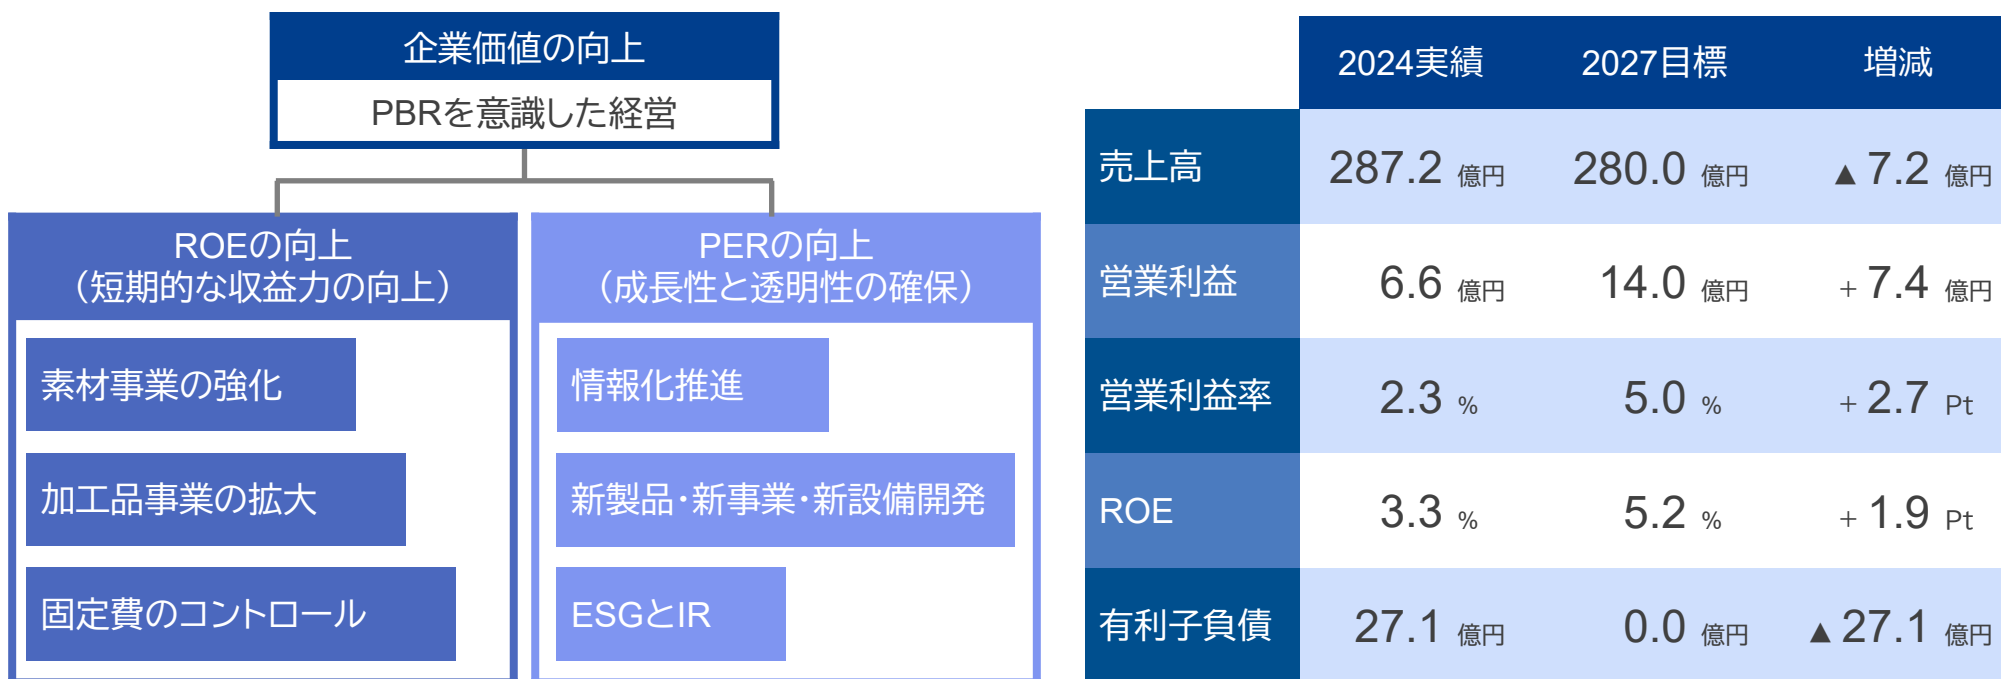 企業価値の向上
PBRを意識した経営
ROEの向上
（短期的な収益力の向上）
素材事業の強化
加工品事業の拡大
固定費のコントロール
PERの向上
（成長性と透明性の確保）
情報化推進
新製品・新事業・新設備開発
ESGとIR
2024実績 2027目標 増減
売上高 287.2 億円 280.0 億円 ▲ 7.2 億円
営業利益 6.6 億円 14.0 億円 + 7.4 億円
営業利益率 2.3 % 5.0 % + 2.7 Pt
ROE 3.3 % 5.2 % + 1.9 Pt
有利子負債 27.1 億円 0.0 億円 ▲ 27.1 億円